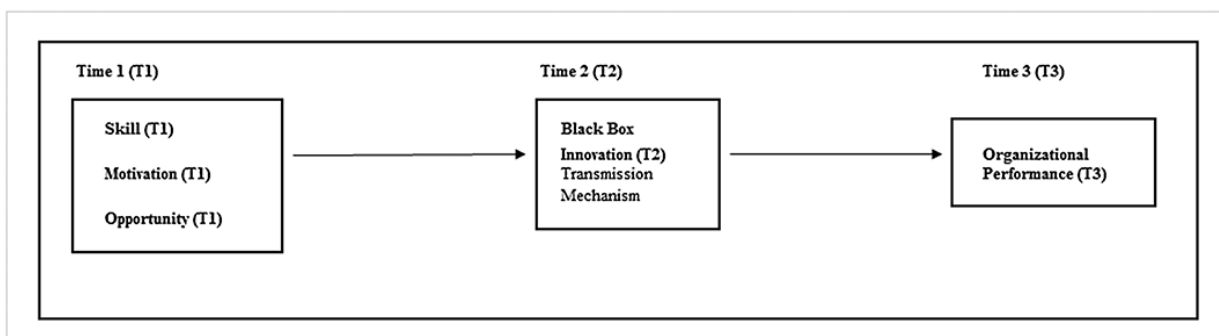 Time 1 (T1)
Time 2 (T2)
Time 3 (T3)
Skill (T1)
Motivation (T1)
Opportunity (T1)
Black Box
Innovation (T2)
Transmission
Mechanism
Organizational
Performance (T3)